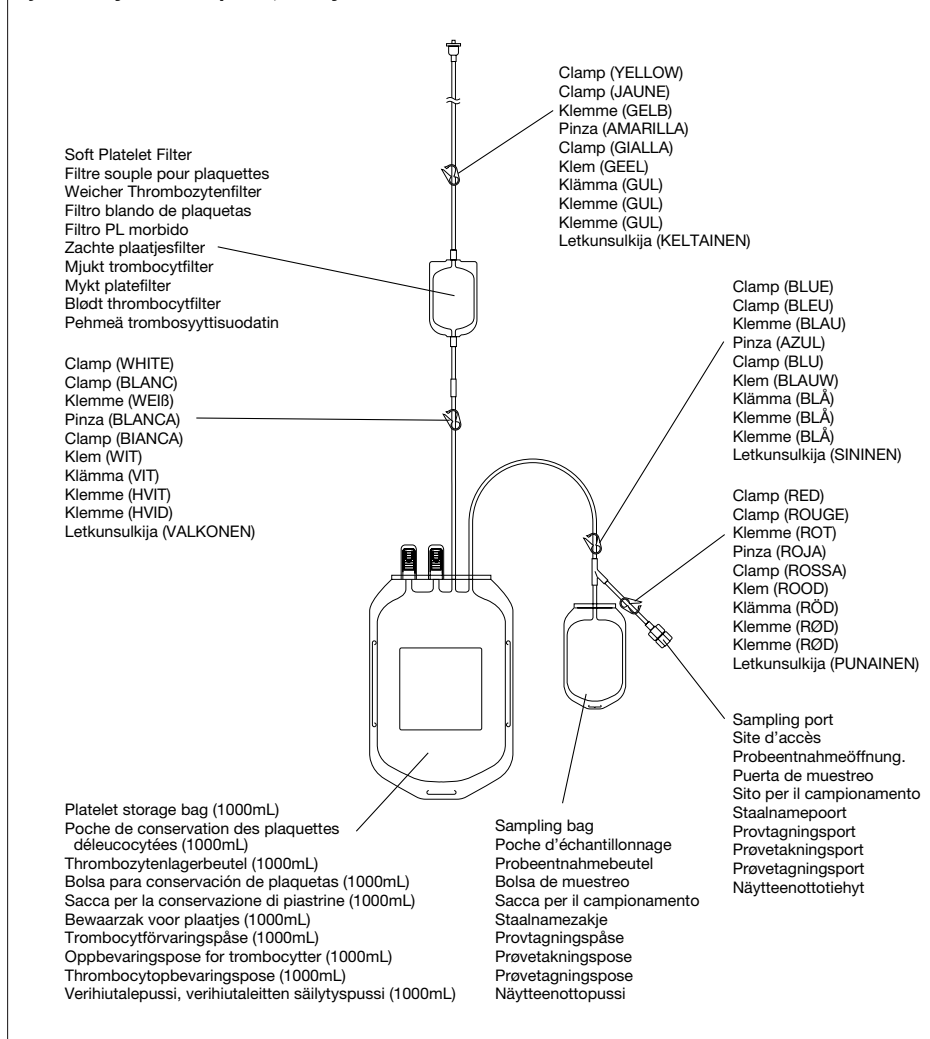 Clamp (YELLOW)
Clamp (JAUNE)
Klemme (GELB)
Pinza (AMARILLA)
Clamp (GIALLA)
Klem (GEEL)
Klämma (GUL)
Klemme (GUL)
Klemme (GUL)
Letkunsulkija (KELTAINEN)
Soft Platelet Filter
Filtre souple pour plaquettes
Weicher Thrombozytenfilter
Filtro blando de plaquetas
Filtro PL morbido
Zachte plaatjesfilter
Mjukt trombocytfilter
Mykt platefilter
Blødt thrombocytfilter
Pehmeä trombosyyttisuodatin
Clamp (BLUE)
Clamp (BLEU)
Klemme (BLAU)
Pinza (AZUL)
Clamp (BLU)
Klem (BLAUW)
Klämma (BLÅ)
Klemme (BLÅ)
Klemme (BLÅ)
Letkunsulkija (SININEN)
Clamp (WHITE)
Clamp (BLANC)
Klemme (WEIß)
Pinza (BLANCA)
Clamp (BIANCA)
Klem (WIT)
Klämma (VIT)
Klemme (HVIT)
Klemme (HVID)
Letkunsulkija (VALKONEN)
Clamp (RED)
Clamp (ROUGE)
Klemme (ROT)
Pinza (ROJA)
Clamp (ROSSA)
Klem (ROOD)
Klämma (RÖD)
Klemme (RØD)
Klemme (RØD)
Letkunsulkija (PUNAINEN)
Sampling port
Site d'accès
Probeentnahmeöffnung.
Puerta de muestreo
Sito per il campionamento
Staalnamepoort
Provtagningsport
Prøvetakningsport
Prøvetagningsport
Näytteenottotiehyt
Platelet storage bag (1000mL)
Poche de conservation des plaquettes
déleucocytées (1000mL)
Thrombozytenlagerbeutel (1000mL)
Bolsa para conservación de plaquetas (1000mL)
Sacca per la conservazione di piastrine (1000mL)
Bewaarzak voor plaatjes (1000mL)
Trombocytförvaringspåse (1000mL)
Oppbevaringspose for trombocytter (1000mL)
Thrombocytopbevaringspose (1000mL)
Verihiutalepussi, verihiutaleitten säilytyspussi (1000mL)
Sampling bag
Poche d'échantillonnage
Probeentnahmebeutel
Bolsa de muestreo
Sacca per il campionamento
Staalnamezakje
Provtagningspåse
Prøvetakningspose
Prøvetagningspose
Näytteenottopussi